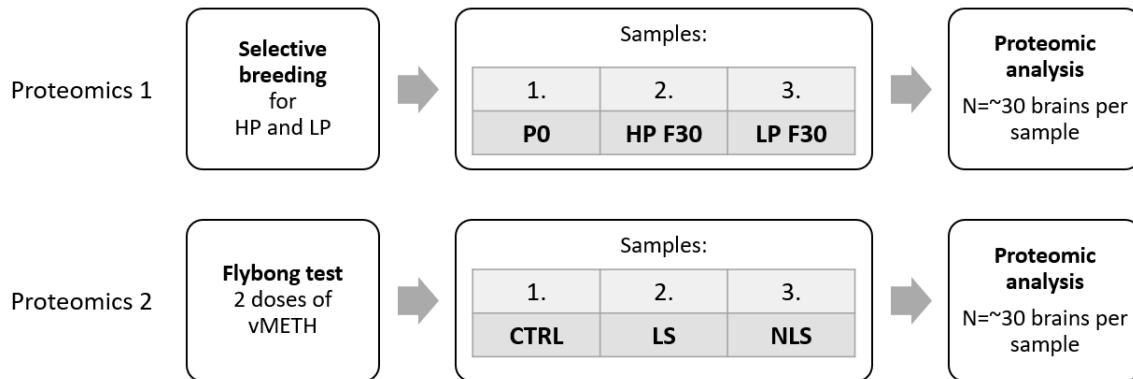 Proteomics 1
Selective
breeding
for
HP and LP
Samples:
1. 2. 3.
P0 HP F30 LP F30
Proteomic
analysis
N=~30 brains per
sample
Proteomics 2
Flybong test
2 doses of
vMETH
Samples:
1. 2. 3.
CTRL LS NLS
Proteomic
analysis
N=~30 brains per
sample